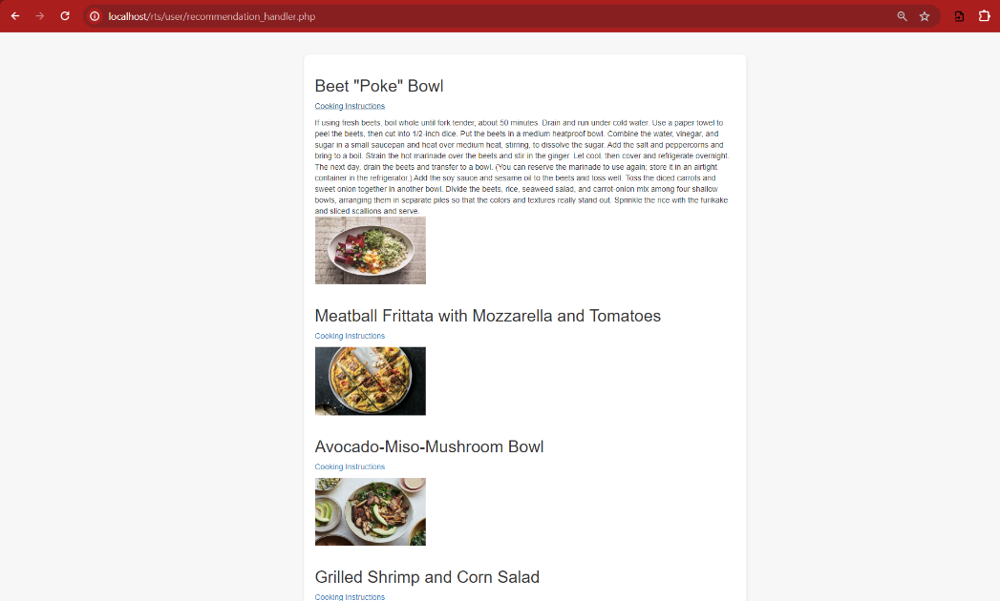 localhost/rts/user/recommendation_handler.php
Beet "Poke" Bowl
Cooking Instructions
If using fresh beets, boil whole until fork tender, about 50 minutes. Drain and run under cold water. Use a paper towel to
peel the beets, then cut into 1/2-inch dice. Put the beets in a medium heatproof bowl. Combine the water, vinegar, and
sugar in a small saucepan and heat over medium heat, stirring, to dissolve the sugar. Add the salt and peppercorns and
bring to a boil. Strain the hot marinade over the beets and stir in the ginger. Let cool, then cover and refrigerate overnight.
The next day, drain the beets and transfer to a bowl. (You can reserve the marinade to use again; store it in an airtight
container in the refrigerator.) Add the soy sauce and sesame oil to the beets and toss well. Toss the diced carrots and
sweet onion together in another bowl. Divide the beets, rice, seaweed salad, and carrot-onion mix among four shallow
bowls, arranging them in separate piles so that the colors and textures really stand out. Sprinkle the rice with the furikake
and sliced scallions and serve.
Meatball Frittata with Mozzarella and Tomatoes
Cooking Instructions
Avocado-Miso-Mushroom Bowl
Cooking Instructions
Grilled Shrimp and Corn Salad
Cooking Instructions